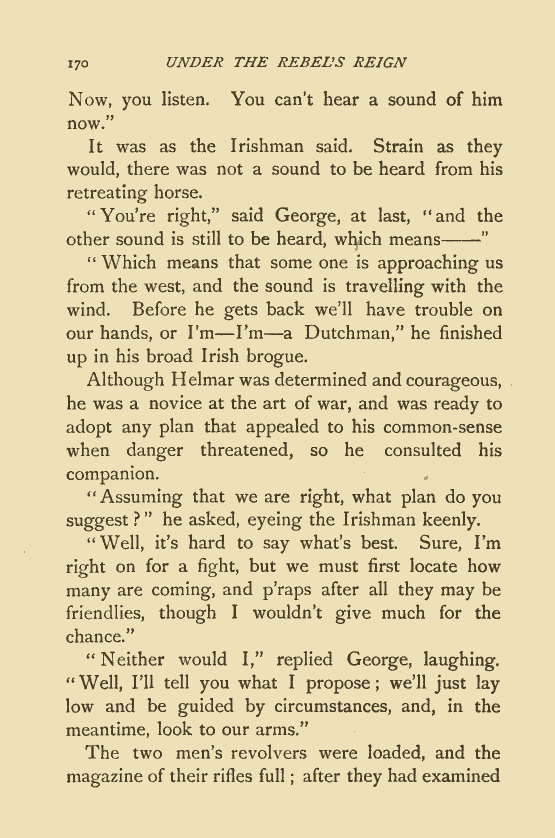 170 UNDER THE REBEL'S REIGN
Now, you listen. You can't hear a sound of him
now."
It was as the Irishman said. Strain as they
would, there was not a sound to be heard from his
retreating horse.
"You're right," said George, at last, "and the
other sound is still to be heard, which means——"
"Which means that some one is approaching us
from the west, and the sound is travelling with the
wind. Before he gets back we'll have trouble on
our hands, or I'm—I'm—a Dutchman," he finished
up in his broad Irish brogue.
Although Helmar was determined and courageous,
he was a novice at the art of war, and was ready to
adopt any plan that appealed to his common-sense
when danger threatened, so he consulted his
companion.
"Assuming that we are right, what plan do you
suggest?" he asked, eyeing the Irishman keenly.
"Well, it's hard to say what's best. Sure, I'm
right on for a fight, but we must first locate how
many are coming, and p'raps after all they may be
friendlies, though I wouldn't give much for the
chance."
"Neither would I," replied George, laughing.
"Well, I'll tell you what I propose; we'll just lay
low and be guided by circumstances, and, in the
meantime, look to our arms."
The two men's revolvers were loaded, and the
magazine of their rifles full; after they had examined